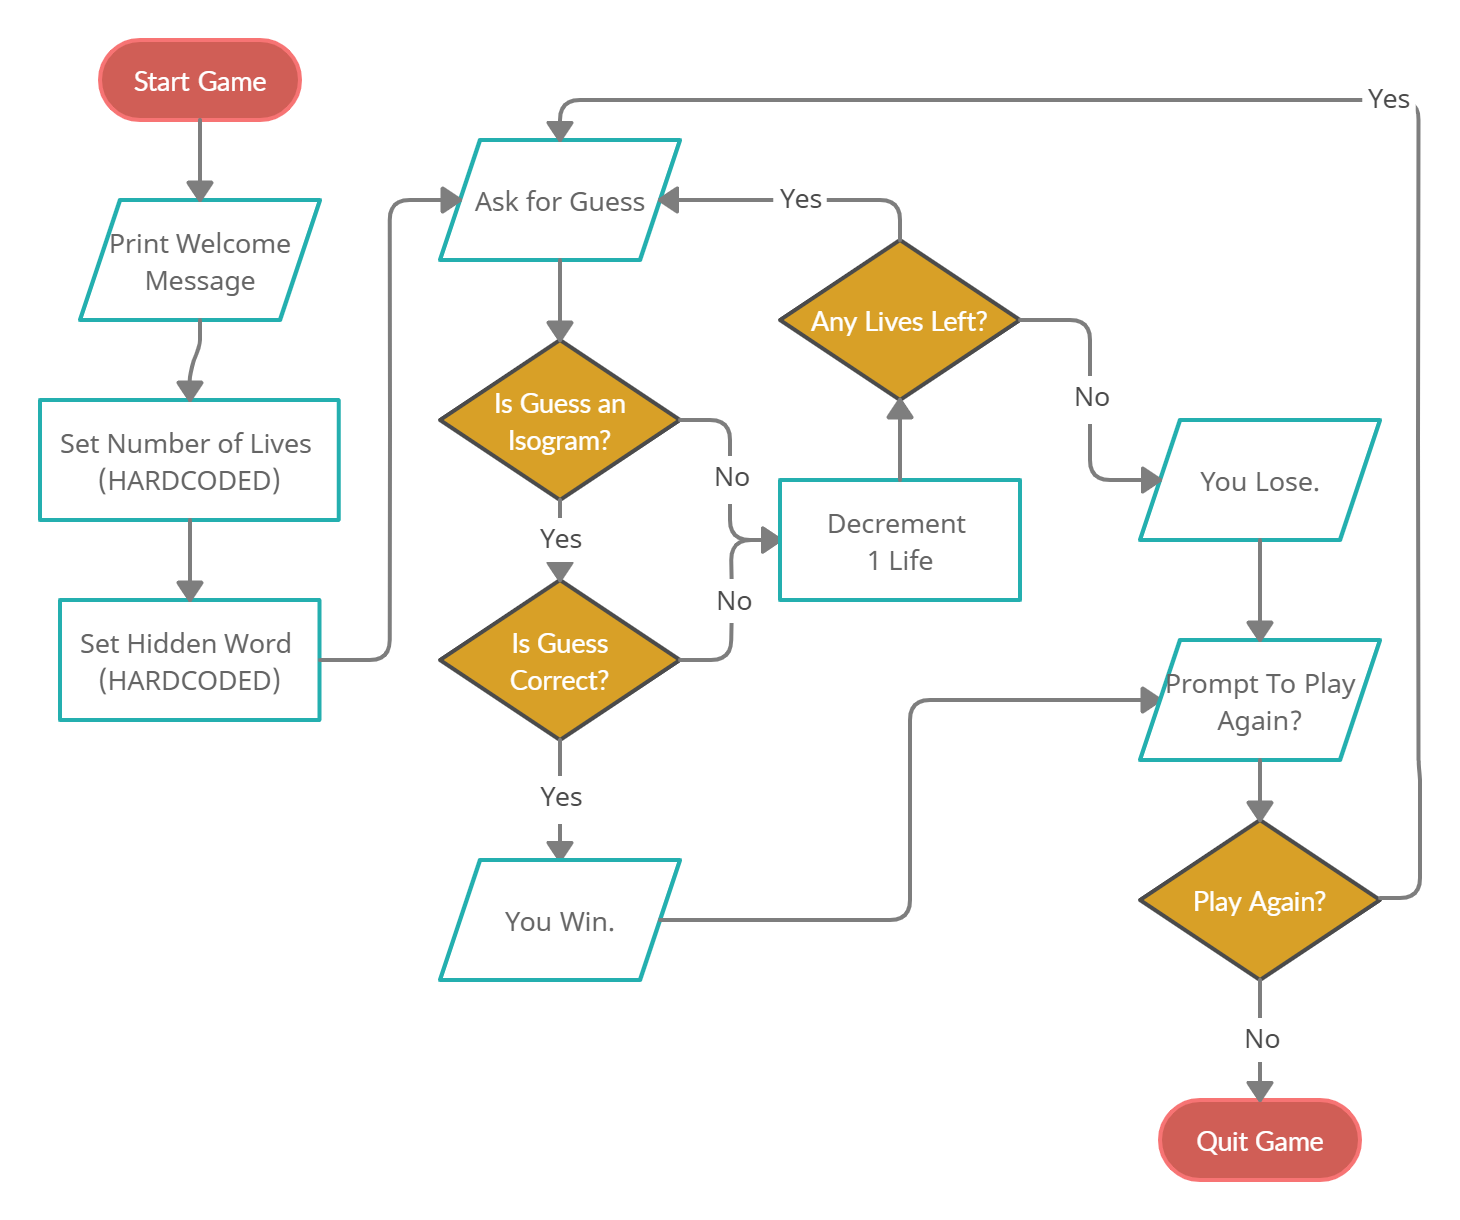 Start Game
Print Welcome
Message
Set Number of Lives
(HARDCODED)
Set Hidden Word
(HARDCODED)
Ask for Guess
Is Guess an
Isogram?
Yes
No
Is Guess
Correct?
No
Yes
You Win.
Decrement
1 Life
Any Lives Left?
Yes
No
You Lose.
Prompt To Play
Again?
Play Again?
Yes
No
Quit Game